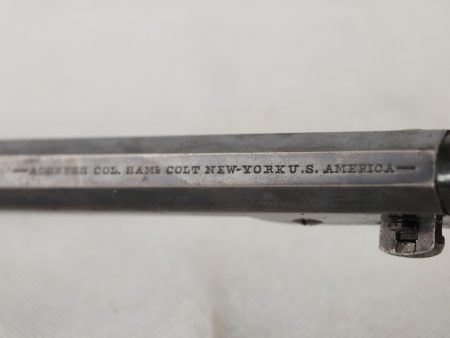 —ADDRESS COL. SAMˡ COLT NEW-YORK U.S. AMERICA—